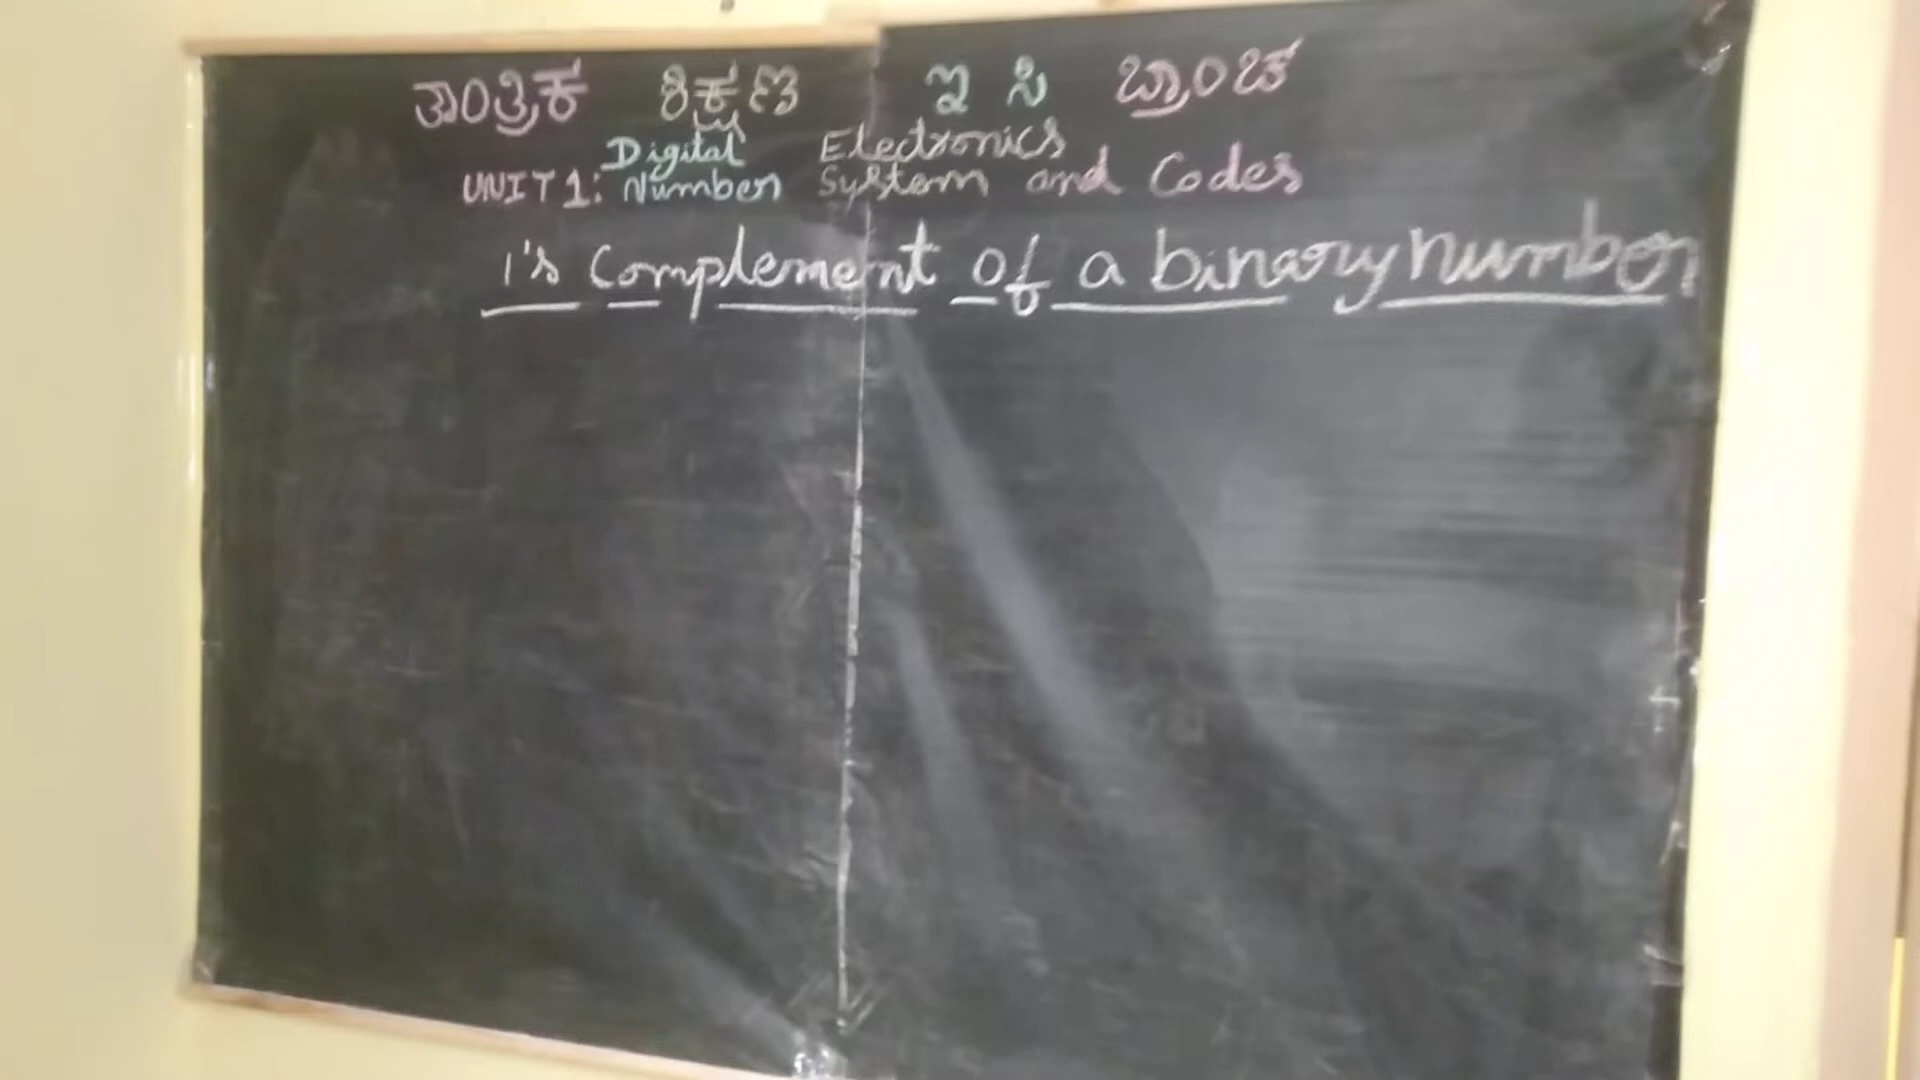 ತಾಂತ್ರಿಕ ಶಿಕ್ಷಣ ಇ ಸಿ ಬ್ರಾಂಚ
Digital Electronics
UNIT 1: Number System and Codes
1's Complement of a binary number